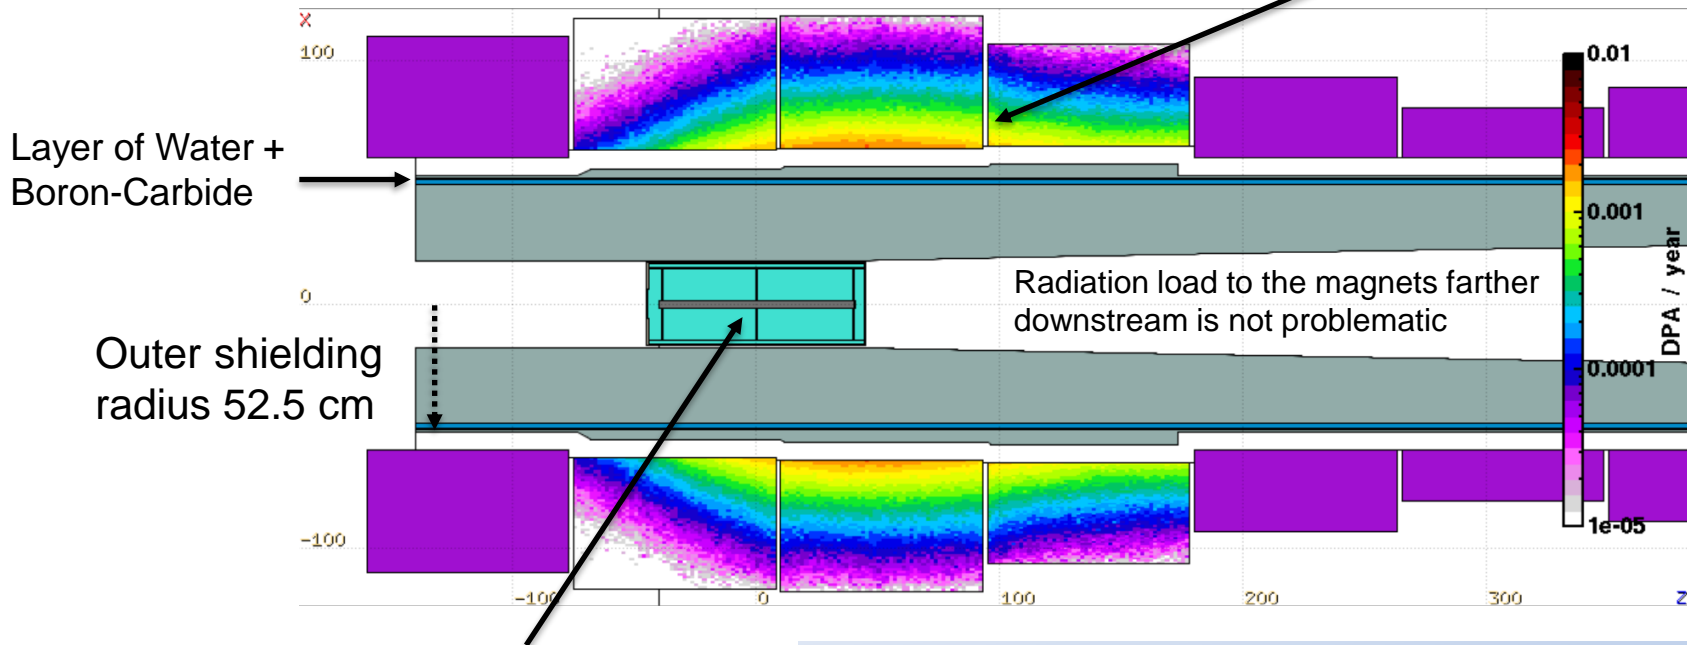 X
100
0.01
Layer of Water +
Boron-Carbide
0.001
0
Radiation load to the magnets farther
downstream is not problematic
DPA / year
Outer shielding
radius 52.5 cm
0.0001
-100
1e-05
-100
0
100
200
300
Z